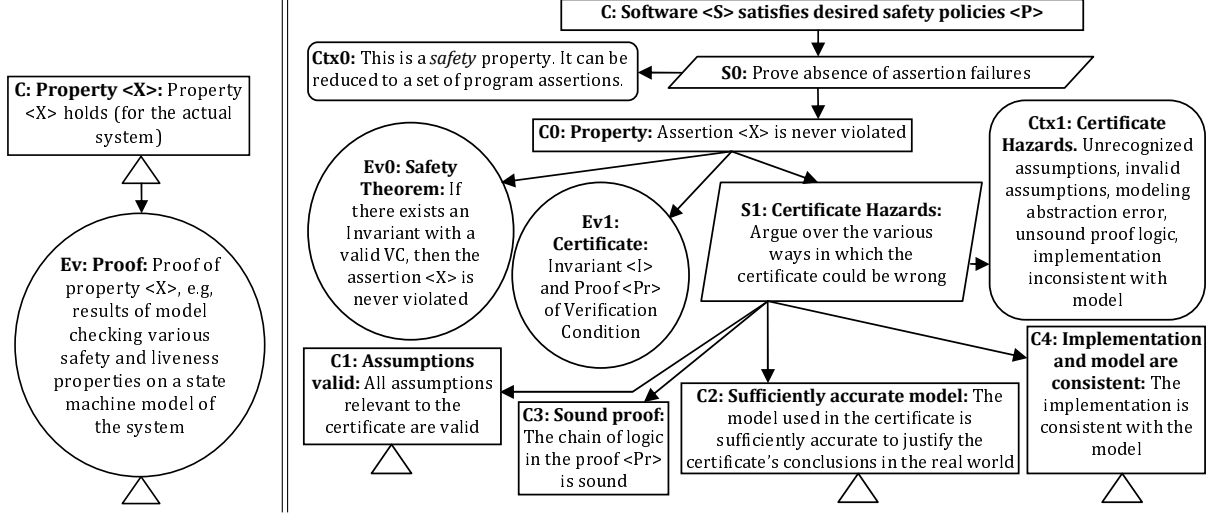 C: Property <X>: Property
<X> holds (for the actual
system)
Ev: Proof: Proof of
property <X>, e.g,
results of model
checking various
safety and liveness
properties on a state
machine model of
the system
C: Software <S> satisfies desired safety policies <P>
Ctx0: This is a safety property. It can be
reduced to a set of program assertions.
S0: Prove absence of assertion failures
C0: Property: Assertion <X> is never violated
Ev0: Safety
Theorem: If
there exists an
Invariant with a
valid VC, then the
assertion <X> is
never violated
Ev1:
Certificate:
Invariant <I>
and Proof <Pr>
of Verification
Condition
S1: Certificate Hazards:
Argue over the various
ways in which the
certificate could be wrong
Ctx1: Certificate
Hazards. Unrecognized
assumptions, invalid
assumptions, modeling
abstraction error,
unsound proof logic,
implementation
inconsistent with
model
C1: Assumptions
valid: All assumptions
relevant to the
certificate are valid
C3: Sound proof:
The chain of logic
in the proof <Pr>
is sound
C2: Sufficiently accurate model: The
model used in the certificate is
sufficiently accurate to justify the
certificate’s conclusions in the real world
C4: Implementation
and model are
consistent: The
implementation is
consistent with the
model